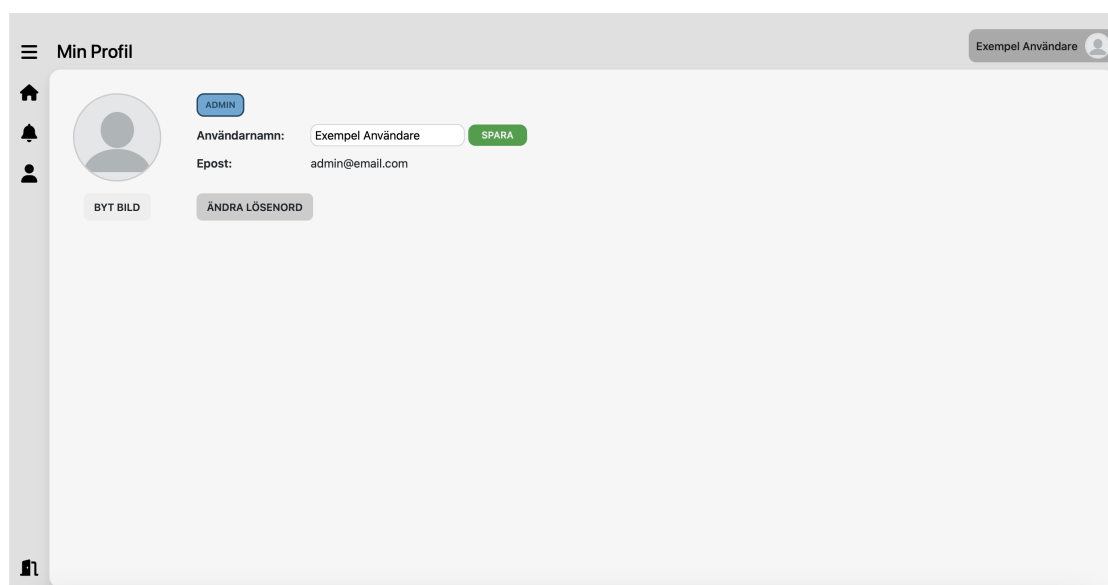 Min Profil
Exempel Användare
ADMIN
Användarnamn: Exempel Användare SPARA
Epost: admin@email.com
BYT BILD ÄNDRA LÖSENORD